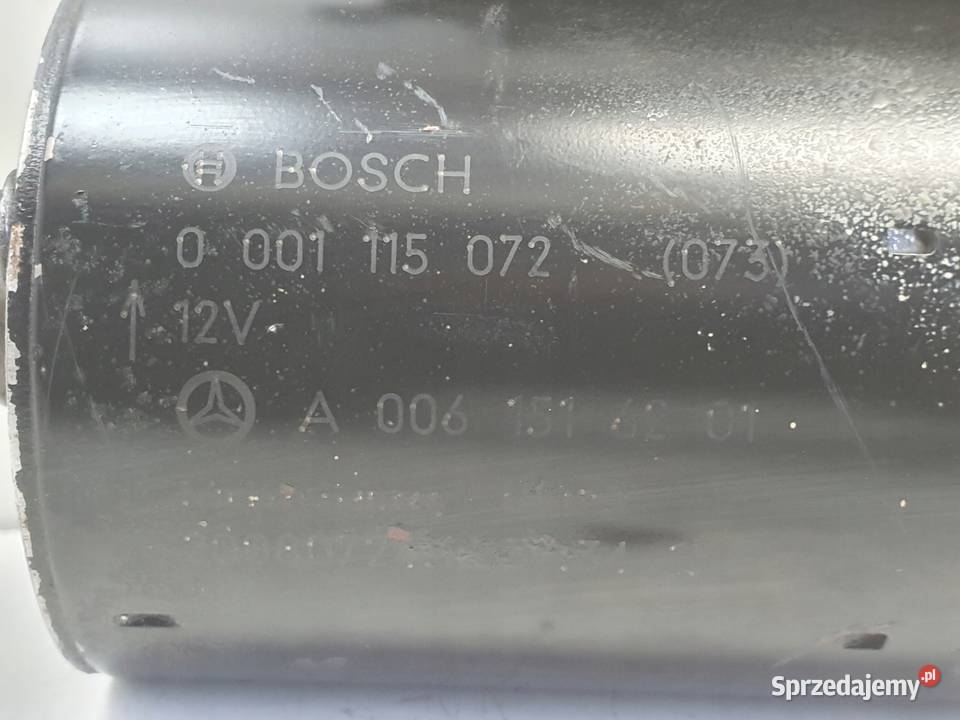 BOSCH
0 001 115 072 (073)
12V
A 006 151 62 01
Sprzedajemy.pl